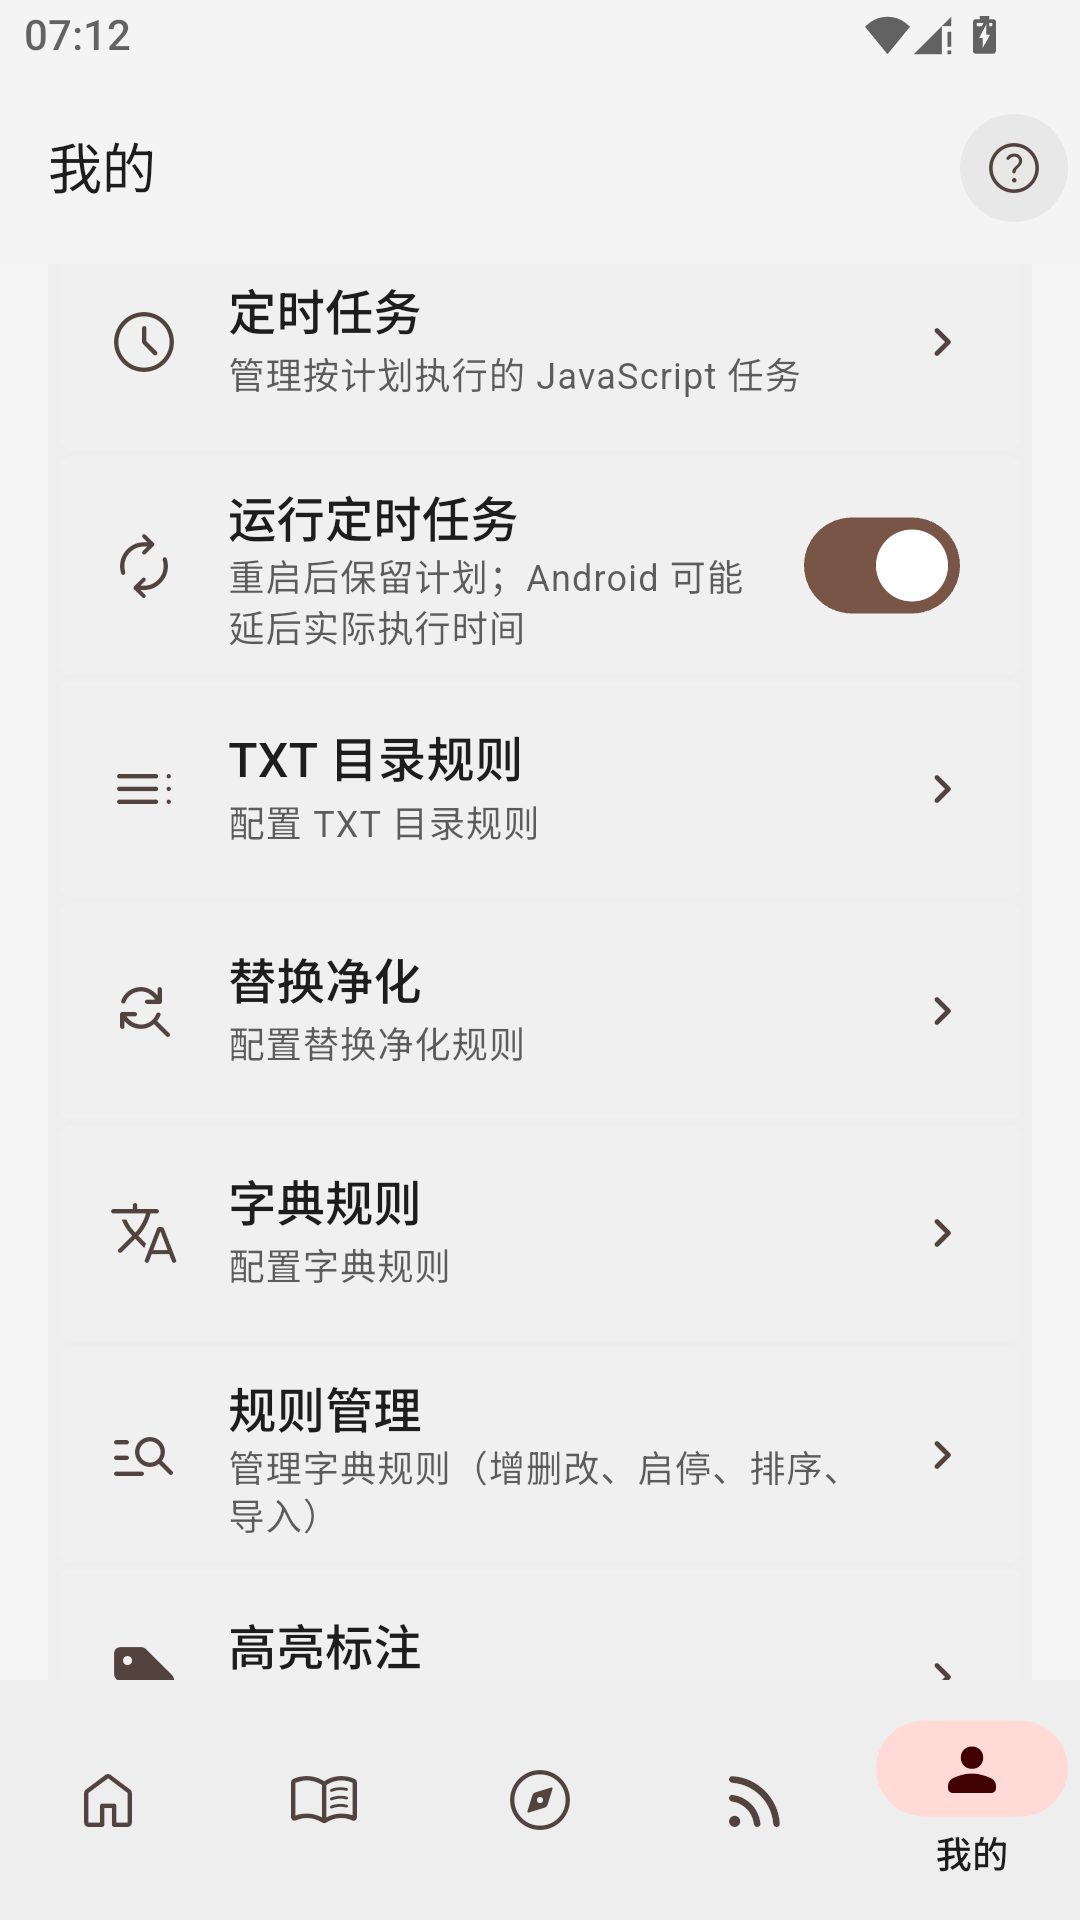 07:12
我的
定时任务
管理按计划执行的 JavaScript 任务
运行定时任务
重启后保留计划；Android 可能
延后实际执行时间
TXT 目录规则
配置 TXT 目录规则
替换净化
配置替换净化规则
字典规则
配置字典规则
规则管理
管理字典规则（增删改、启停、排序、
导入）
高亮标注
我的